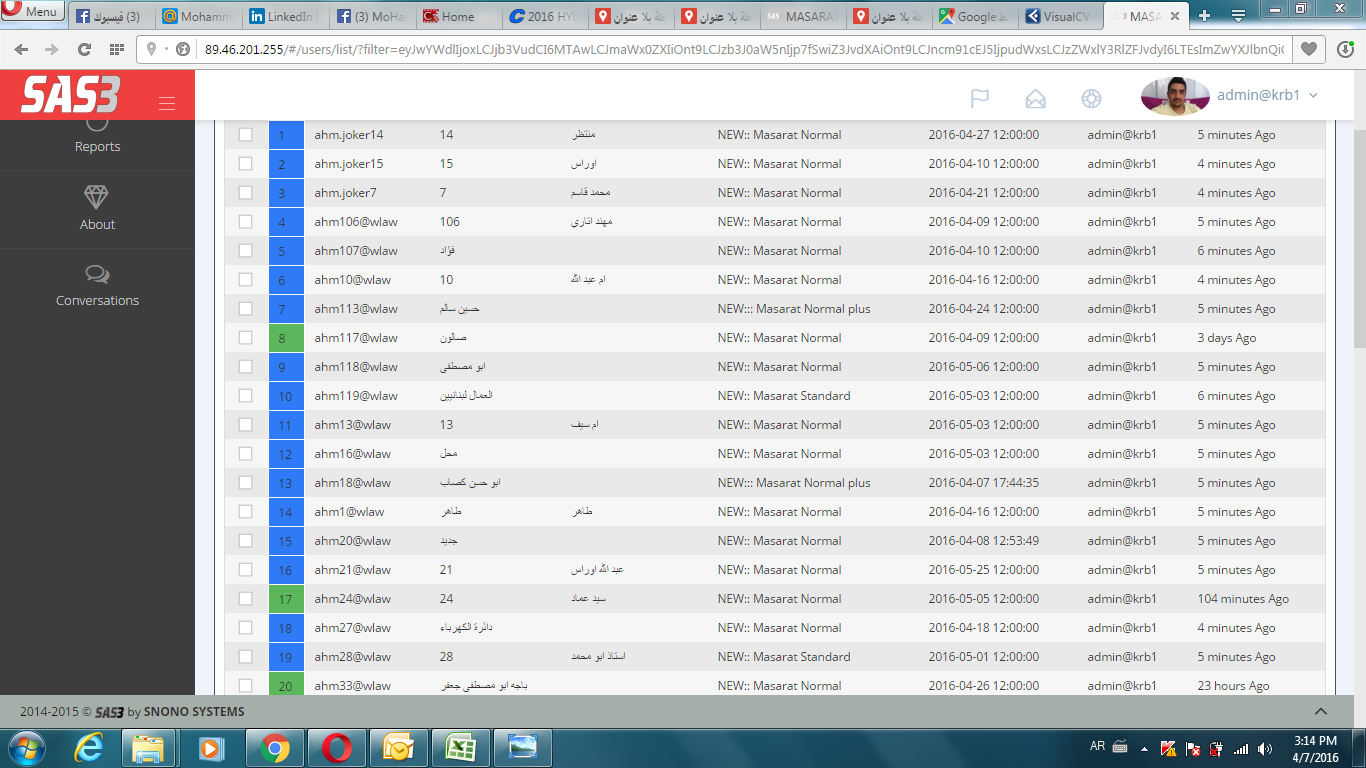 Menu
(3) فيسبوك
Mohamm
LinkedIn
(3) MoHa
Home
2016 HYU
بلا عنوان
بلا عنوان
MASARA
بلا عنوان
Google
VisualCV
MASA
89.46.201.255/#/users/list/?filter=
SAS3
admin@krb1
Reports
About
Conversations
1 ahm.joker14 14 منتظر NEW:: Masarat Normal 2016-04-27 12:00:00 admin@krb1 5 minutes Ago
2 ahm.joker15 15 اوراس NEW:: Masarat Normal 2016-04-10 12:00:00 admin@krb1 4 minutes Ago
3 ahm.joker7 7 محمد قاسم NEW:: Masarat Normal 2016-04-21 12:00:00 admin@krb1 4 minutes Ago
4 ahm106@wlaw 106 مهند اتاري NEW:: Masarat Normal 2016-04-09 12:00:00 admin@krb1 5 minutes Ago
5 ahm107@wlaw فؤاد NEW:: Masarat Normal 2016-04-10 12:00:00 admin@krb1 6 minutes Ago
6 ahm10@wlaw 10 ام عبد الله NEW:: Masarat Normal 2016-04-16 12:00:00 admin@krb1 4 minutes Ago
7 ahm113@wlaw حسين سالم NEW::: Masarat Normal plus 2016-04-24 12:00:00 admin@krb1 5 minutes Ago
8 ahm117@wlaw صالون NEW:: Masarat Normal 2016-04-09 12:00:00 admin@krb1 3 days Ago
9 ahm118@wlaw ابو مصطفى NEW:: Masarat Normal 2016-05-06 12:00:00 admin@krb1 5 minutes Ago
10 ahm119@wlaw العمال لبنانيين NEW:: Masarat Standard 2016-05-03 12:00:00 admin@krb1 6 minutes Ago
11 ahm13@wlaw 13 ام سيف NEW:: Masarat Normal 2016-05-03 12:00:00 admin@krb1 5 minutes Ago
12 ahm16@wlaw محل NEW:: Masarat Normal 2016-05-03 12:00:00 admin@krb1 5 minutes Ago
13 ahm18@wlaw ابو حسن كصاب NEW::: Masarat Normal plus 2016-04-07 17:44:35 admin@krb1 5 minutes Ago
14 ahm1@wlaw طاهر طاهر NEW:: Masarat Normal 2016-04-16 12:00:00 admin@krb1 5 minutes Ago
15 ahm20@wlaw جديد NEW:: Masarat Normal 2016-04-08 12:53:49 admin@krb1 5 minutes Ago
16 ahm21@wlaw 21 عبد الله اوراس NEW:: Masarat Normal 2016-05-25 12:00:00 admin@krb1 5 minutes Ago
17 ahm24@wlaw 24 سيد عماد NEW:: Masarat Normal 2016-05-05 12:00:00 admin@krb1 104 minutes Ago
18 ahm27@wlaw دائرة الكهرباء NEW:: Masarat Normal 2016-04-18 12:00:00 admin@krb1 4 minutes Ago
19 ahm28@wlaw 28 استاذ ابو محمد NEW:: Masarat Standard 2016-05-01 12:00:00 admin@krb1 5 minutes Ago
20 ahm33@wlaw باجه ابو مصطفى جعفر NEW:: Masarat Normal 2016-04-26 12:00:00 admin@krb1 23 hours Ago
2014-2015 © SAS3 by SNONO SYSTEMS
AR
3:14 PM
4/7/2016